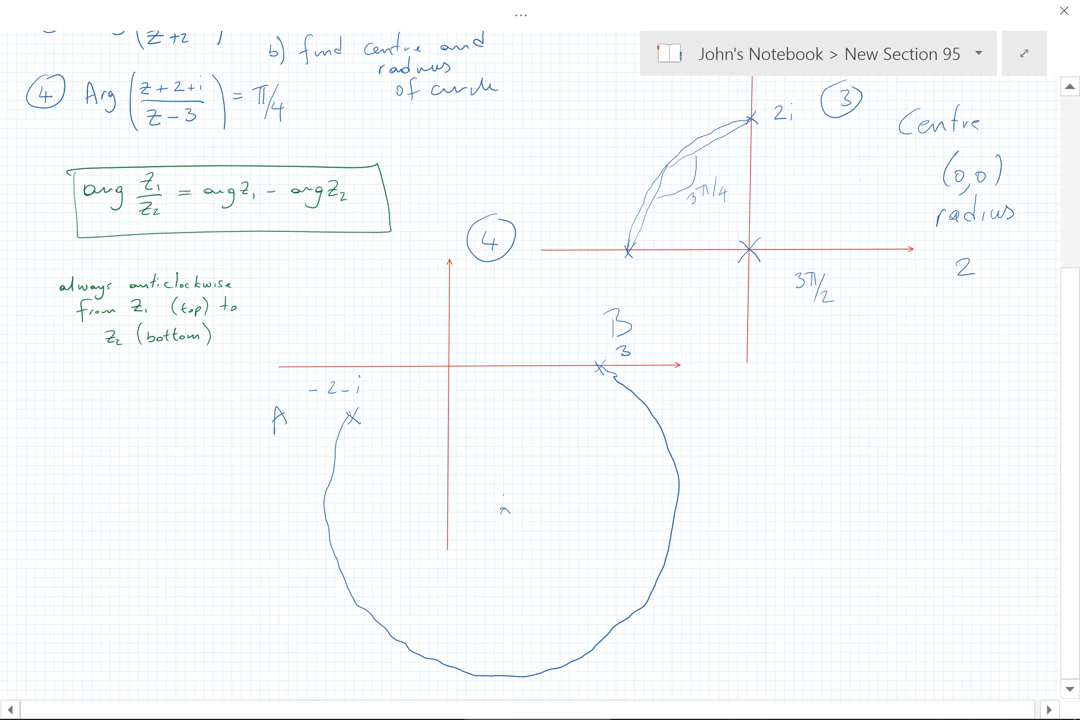 (z+2)
b) find centre and
radius
of circle
John's Notebook > New Section 95
④ Arg (z+2+i / z-3) = π/4
③
2i
3π/4
Centre
(0,0)
radius
2
3π/2
arg z₁/z₂ = arg z₁ - arg z₂
④
always anticlockwise
from z₁ (top) to
z₂ (bottom)
B
3
-2-i
A